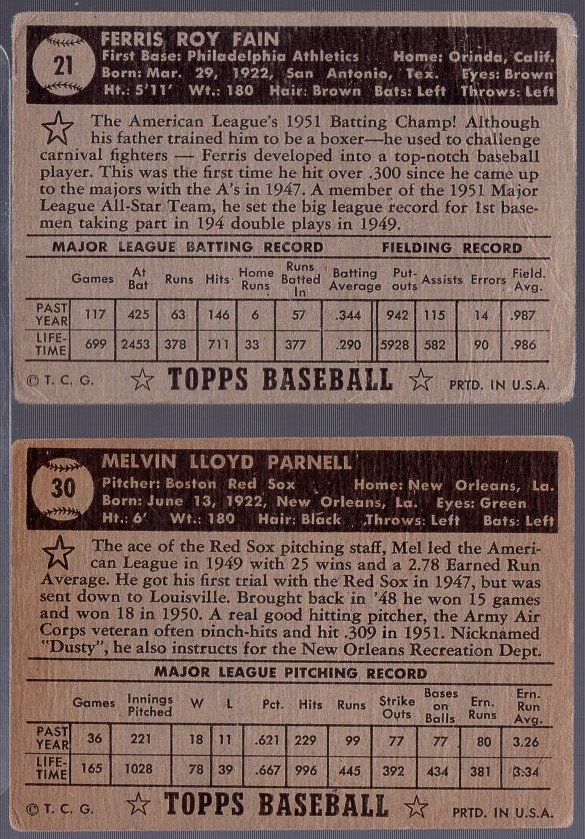 21
FERRIS ROY FAIN
First Base: Philadelphia Athletics Home: Orinda, Calif.
Born: Mar. 29, 1922, San Antonio, Tex. Eyes: Brown
Ht.: 5'11' Wt.: 180 Hair: Brown Bats: Left Throws: Left
The American League's 1951 Batting Champ! Although
his father trained him to be a boxer—he used to challenge
carnival fighters — Ferris developed into a top-notch baseball
player. This was the first time he hit over .300 since he came up
to the majors with the A's in 1947. A member of the 1951 Major
League All-Star Team, he set the big league record for 1st base-
men taking part in 194 double plays in 1949.
MAJOR LEAGUE BATTING RECORD FIELDING RECORD
Games At Bat Runs Hits Home Runs Runs Batted In Batting Average Put-outs Assists Errors Field. Avg.
PAST YEAR 117 425 63 146 6 57 .344 942 115 14 .987
LIFE-TIME 699 2453 378 711 33 377 .290 5928 582 90 .986
© T. C. G. TOPPS BASEBALL PRTD. IN U.S.A.
30
MELVIN LLOYD PARNELL
Pitcher: Boston Red Sox Home: New Orleans, La.
Born: June 13, 1922, New Orleans, La. Eyes: Green
Ht.: 6' Wt.: 180 Hair: Black Throws: Left Bats: Left
The ace of the Red Sox pitching staff, Mel led the Ameri-
can League in 1949 with 25 wins and a 2.78 Earned Run
Average. He got his first trial with the Red Sox in 1947, but was
sent down to Louisville. Brought back in '48 he won 15 games
and won 18 in 1950. A real good hitting pitcher, the Army Air
Corps veteran often pinch-hits and hit .309 in 1951. Nicknamed
"Dusty", he also instructs for the New Orleans Recreation Dept.
MAJOR LEAGUE PITCHING RECORD
Games Innings Pitched W L Pct. Hits Runs Strike Outs Bases on Balls Ern. Runs Ern. Run Avg.
PAST YEAR 36 221 18 11 .621 229 99 77 77 80 3.26
LIFE-TIME 165 1028 78 39 .667 996 445 392 434 381 3.34
© T. C. G. TOPPS BASEBALL PRTD. IN U.S.A.